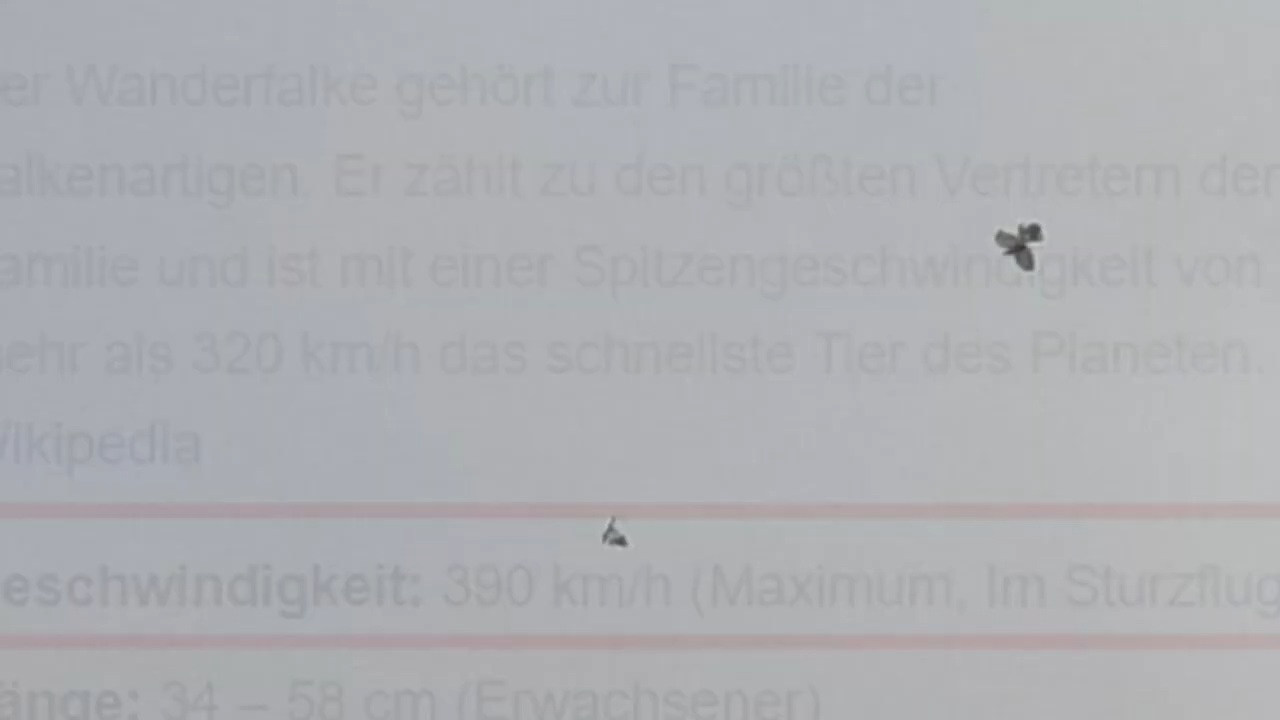 er Wanderfalke gehört zur Familie der
alkenartigen. Er zählt zu den größten Vertretern der
amilie und ist mit einer Spitzengeschwindigkeit von
ehr als 320 km/h das schnellste Tier des Planeten.
Wikipedia
eschwindigkeit: 390 km/h (Maximum, Im Sturzflug
änge: 34 – 58 cm (Erwachsener)